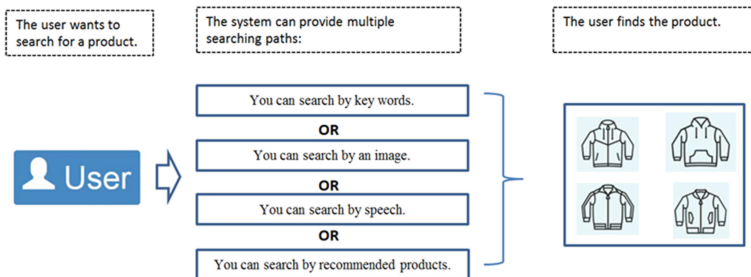 The user wants to
search for a product.
The system can provide multiple
searching paths:
The user finds the product.
You can search by key words.
OR
You can search by an image.
OR
You can search by speech.
OR
You can search by recommended products.
User